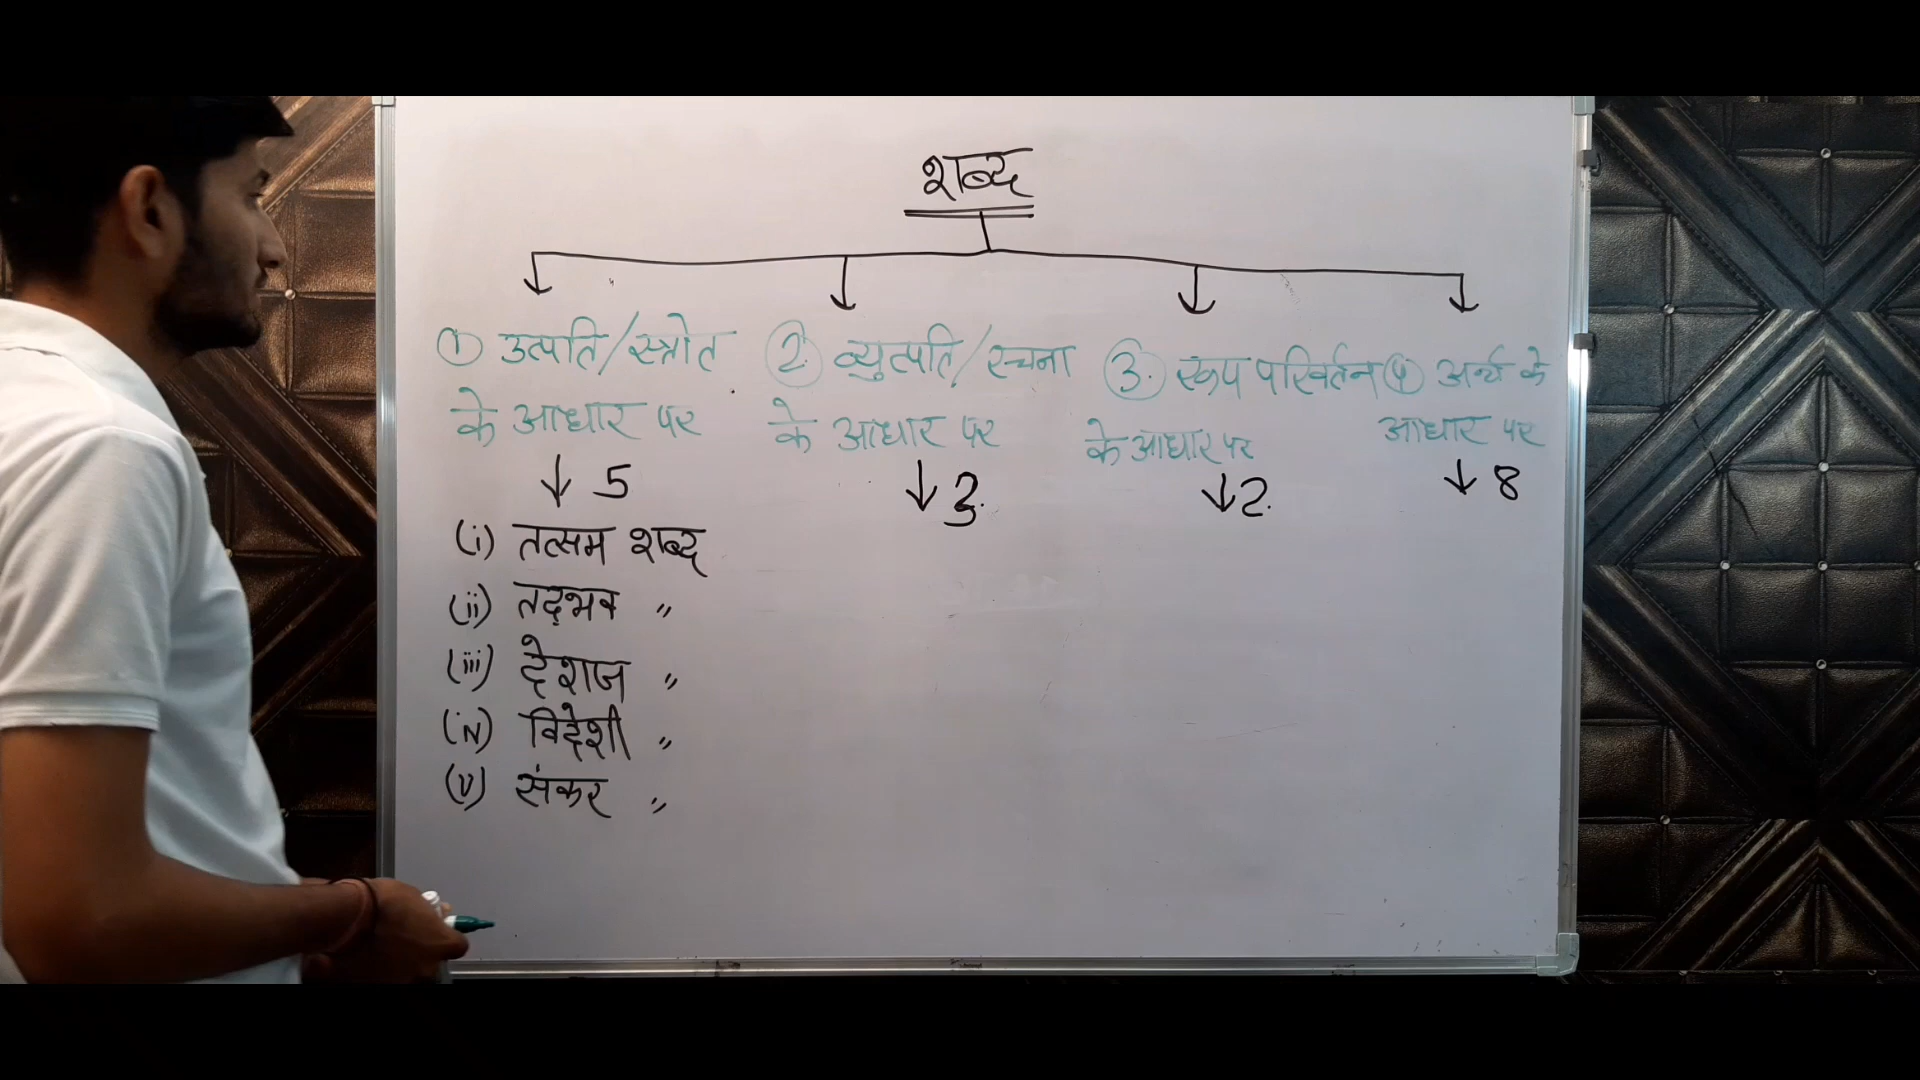 शब्द
① उत्पति/स्त्रोत
के आधार पर
↓ 5
(i) तत्सम शब्द
(ii) तद्भव 〃
(iii) देशज 〃
(iv) विदेशी 〃
(v) संकर 〃
② व्युत्पति/रचना
के आधार पर
↓ 3.
③ रूप परिवर्तन
के आधार पर
↓ 2.
④ अर्थ के
आधार पर
↓ 8